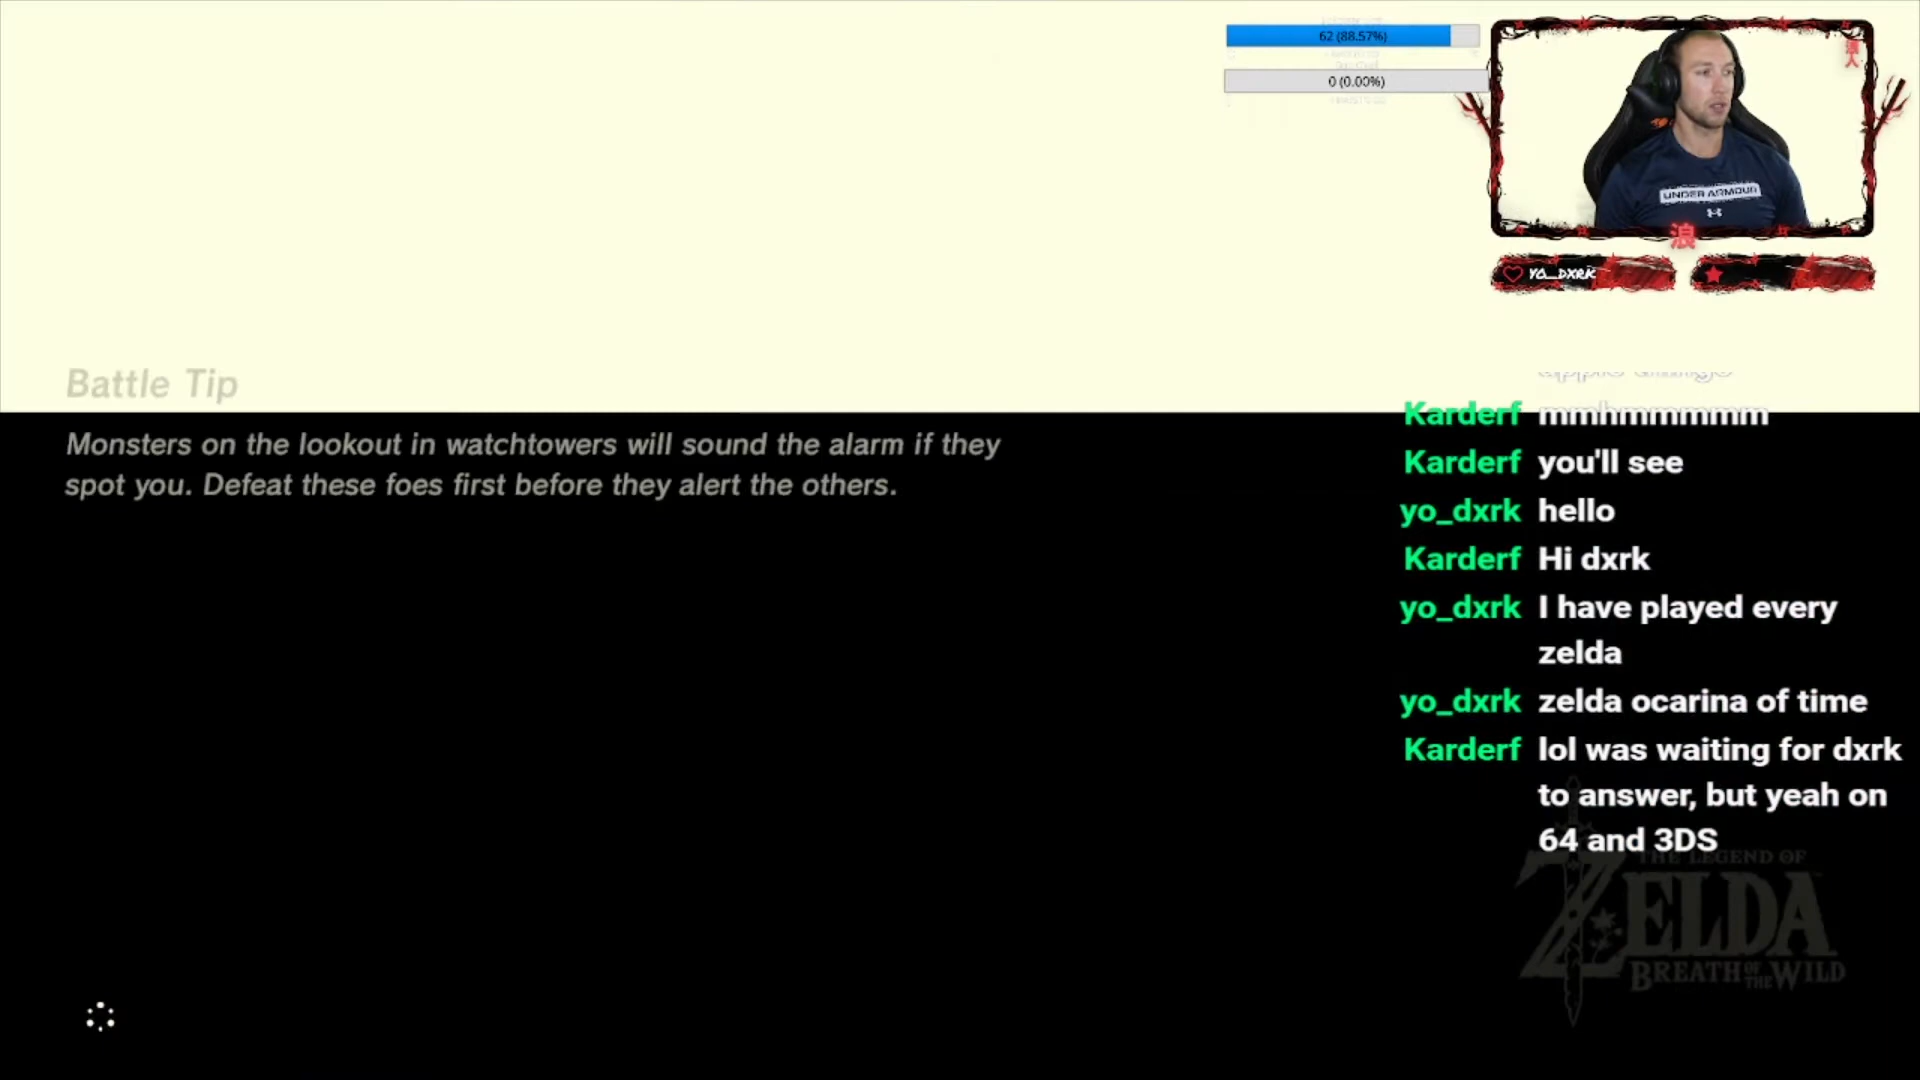 62 (88.57%)
0 (0.00%)
人
UNDER ARMOUR
浪
YO_DXRK
Battle Tip
Monsters on the lookout in watchtowers will sound the alarm if they
spot you. Defeat these foes first before they alert the others.
Karderf mmhmmmmmm
Karderf you'll see
yo_dxrk hello
Karderf Hi dxrk
yo_dxrk I have played every
zelda
yo_dxrk zelda ocarina of time
Karderf lol was waiting for dxrk
to answer, but yeah on
64 and 3DS
THE LEGEND OF
ZELDA
BREATH OF THE WILD